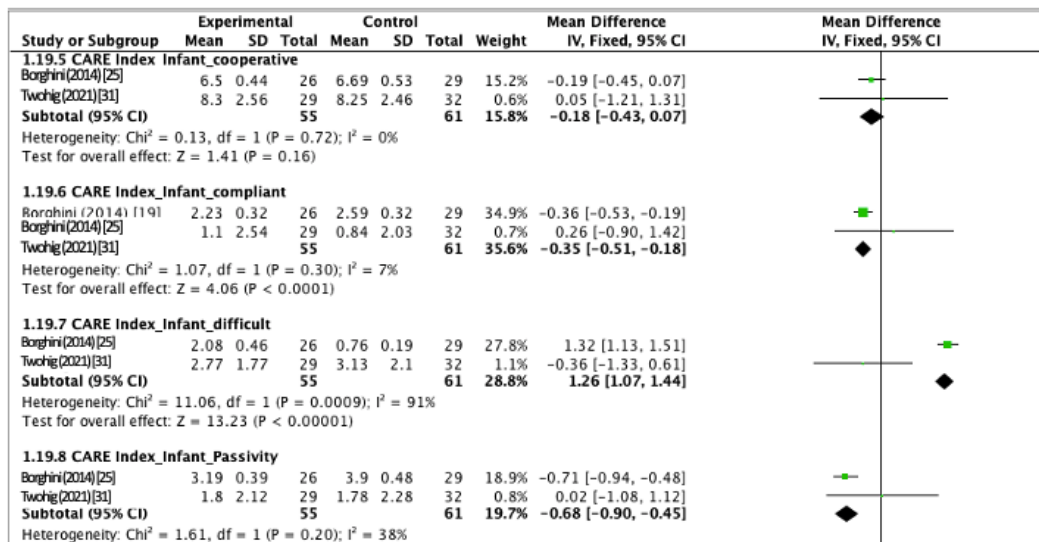 Experimental Control Mean Difference Mean Difference
Study or Subgroup Mean SD Total Mean SD Total Weight IV, Fixed, 95% CI IV, Fixed, 95% CI
1.19.5 CARE Index_Infant_cooperative
Borghini (2014) [25] 6.5 0.44 26 6.69 0.53 29 15.2% -0.19 [-0.45, 0.07]
Twohig (2021) [31] 8.3 2.56 29 8.25 2.46 32 0.6% 0.05 [-1.21, 1.31]
Subtotal (95% CI) 55 61 15.8% -0.18 [-0.43, 0.07]
Heterogeneity: Chi² = 0.13, df = 1 (P = 0.72); I² = 0%
Test for overall effect: Z = 1.41 (P = 0.16)
1.19.6 CARE Index_Infant_compliant
Borghini (2014) [19] 2.23 0.32 26 2.59 0.32 29 34.9% -0.36 [-0.53, -0.19]
Borghini (2014) [25] 1.1 2.54 29 0.84 2.03 32 0.7% 0.26 [-0.90, 1.42]
Twohig (2021) [31] 55 61 35.6% -0.35 [-0.51, -0.18]
Heterogeneity: Chi² = 1.07, df = 1 (P = 0.30); I² = 7%
Test for overall effect: Z = 4.06 (P < 0.0001)
1.19.7 CARE Index_Infant_difficult
Borghini (2014) [25] 2.08 0.46 26 0.76 0.19 29 27.8% 1.32 [1.13, 1.51]
Twohig (2021) [31] 2.77 1.77 29 3.13 2.1 32 1.1% -0.36 [-1.33, 0.61]
Subtotal (95% CI) 55 61 28.8% 1.26 [1.07, 1.44]
Heterogeneity: Chi² = 11.06, df = 1 (P = 0.0009); I² = 91%
Test for overall effect: Z = 13.23 (P < 0.00001)
1.19.8 CARE Index_Infant_Passivity
Borghini (2014) [25] 3.19 0.39 26 3.9 0.48 29 18.9% -0.71 [-0.94, -0.48]
Twohig (2021) [31] 1.8 2.12 29 1.78 2.28 32 0.8% 0.02 [-1.08, 1.12]
Subtotal (95% CI) 55 61 19.7% -0.68 [-0.90, -0.45]
Heterogeneity: Chi² = 1.61, df = 1 (P = 0.20); I² = 38%